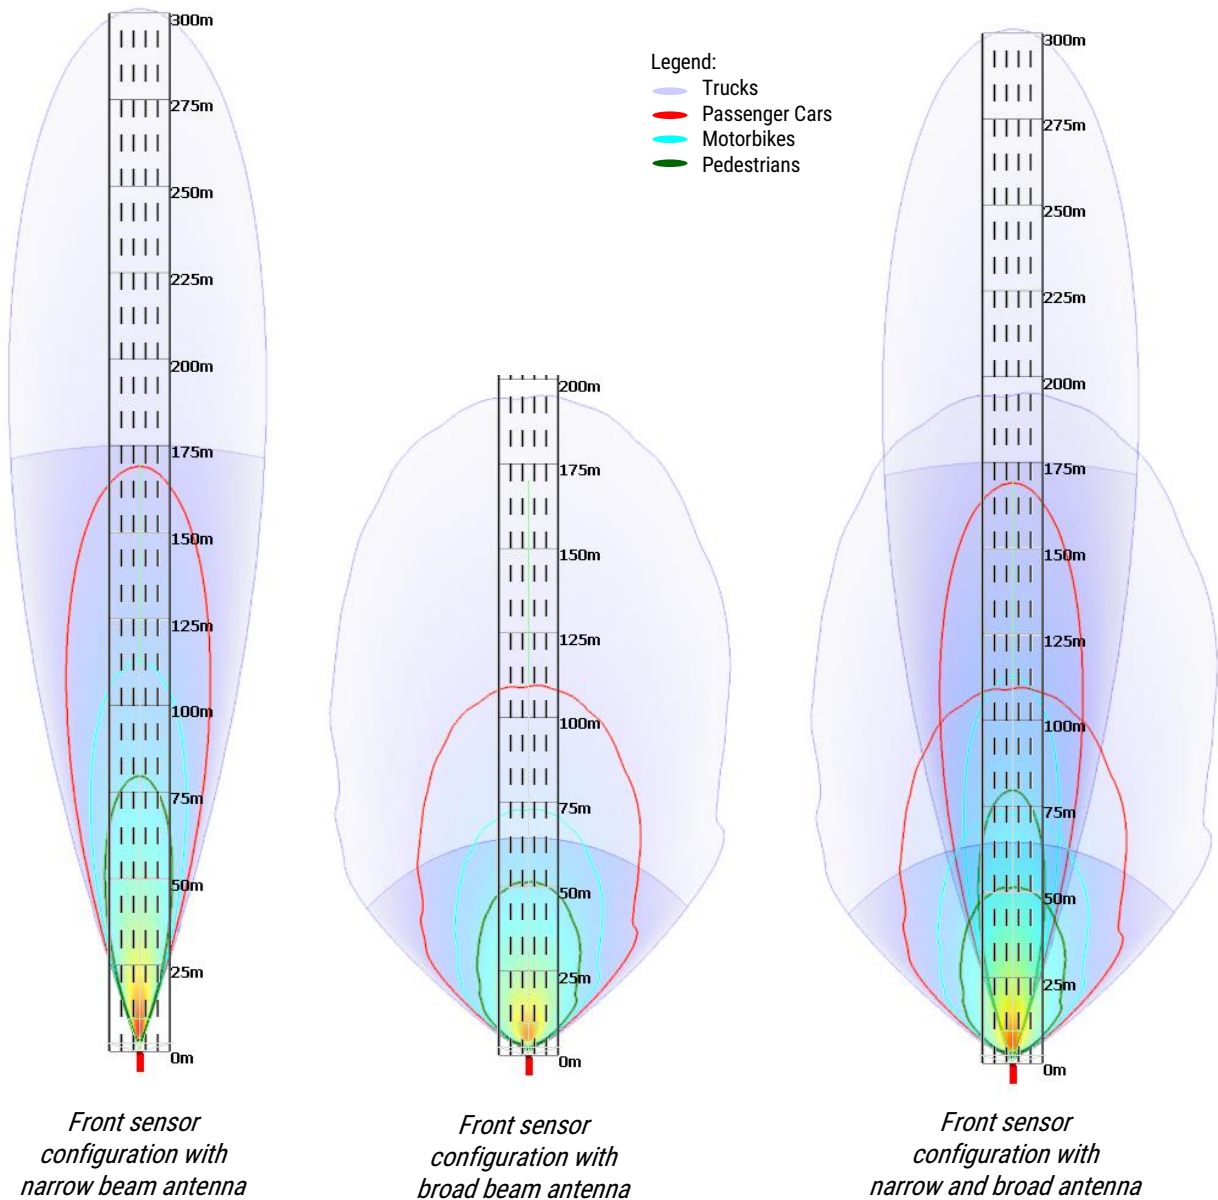 300m
275m
250m
225m
200m
175m
150m
125m
100m
75m
50m
25m
0m
Front sensor
configuration with
narrow beam antenna
Legend:
Trucks
Passenger Cars
Motorbikes
Pedestrians
200m
175m
150m
125m
100m
75m
50m
25m
0m
Front sensor
configuration with
broad beam antenna
300m
275m
250m
225m
200m
175m
150m
125m
100m
75m
50m
25m
0m
Front sensor
configuration with
narrow and broad antenna